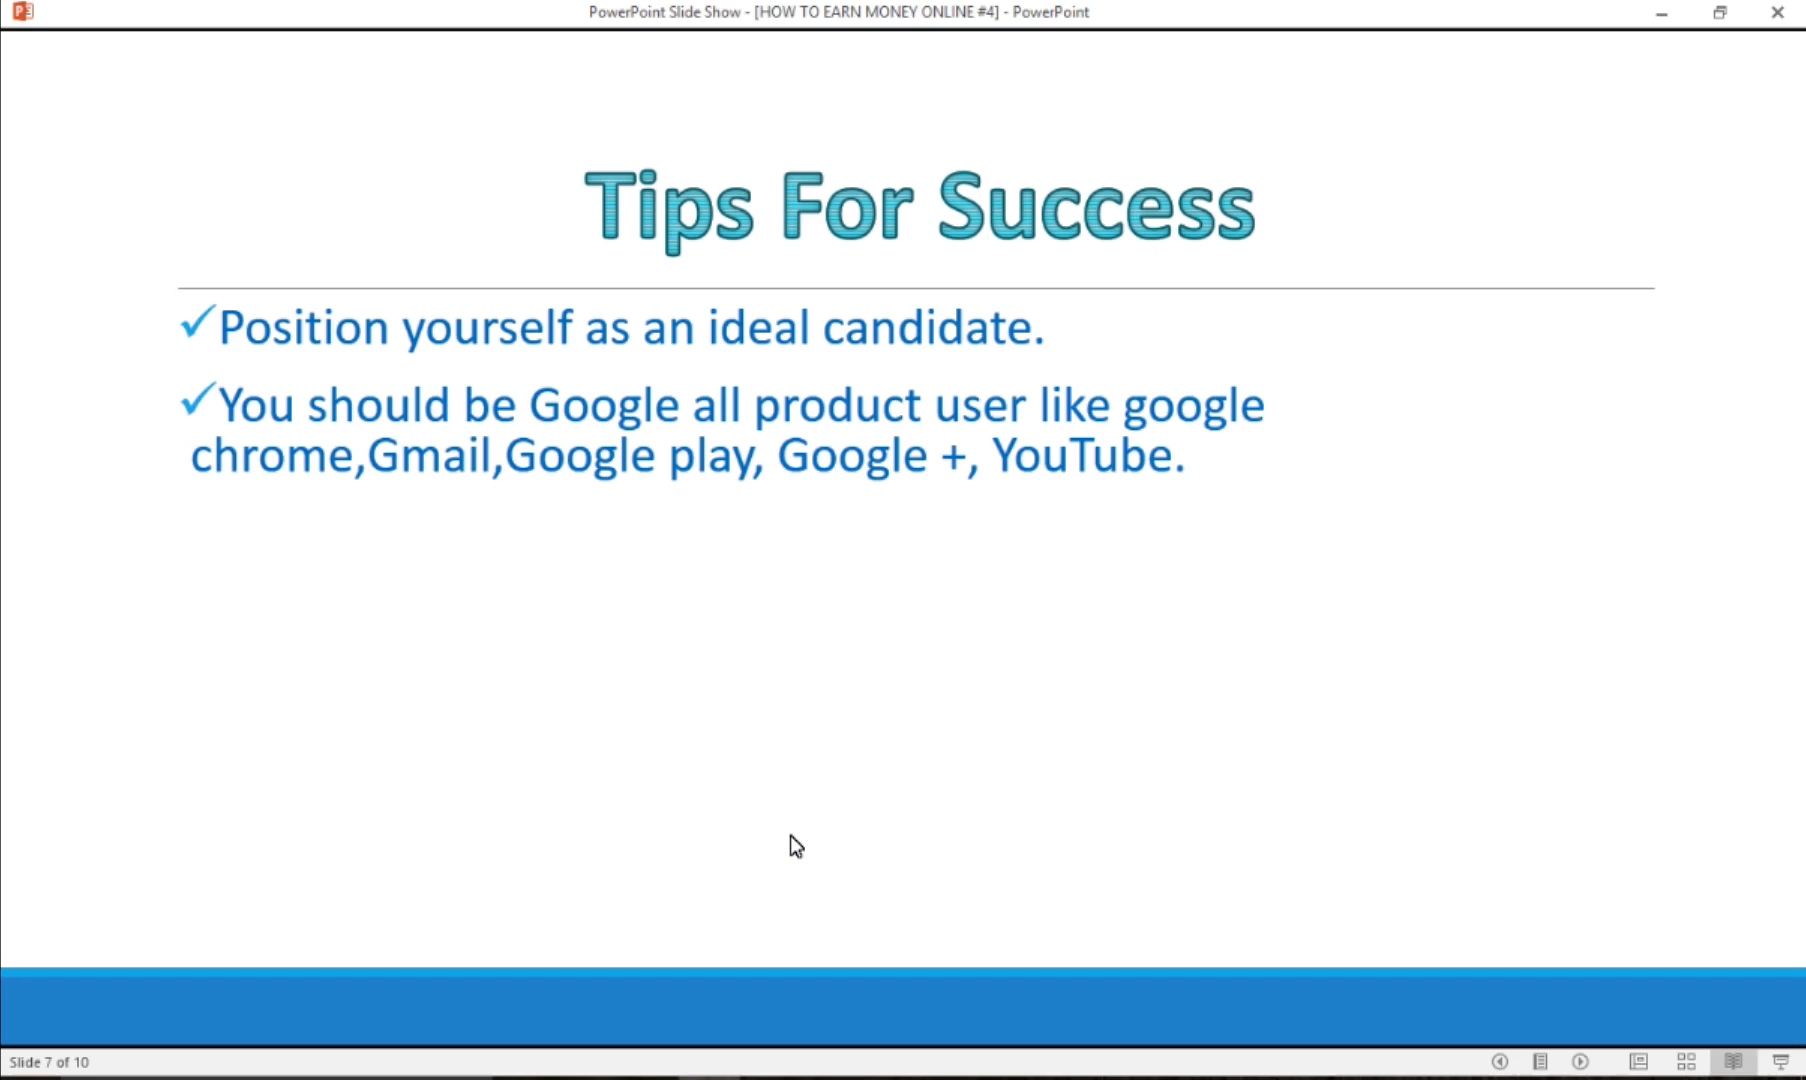 PowerPoint Slide Show - [HOW TO EARN MONEY ONLINE #4] - PowerPoint
Tips For Success
✓Position yourself as an ideal candidate.
✓You should be Google all product user like google
chrome,Gmail,Google play, Google +, YouTube.
Slide 7 of 10